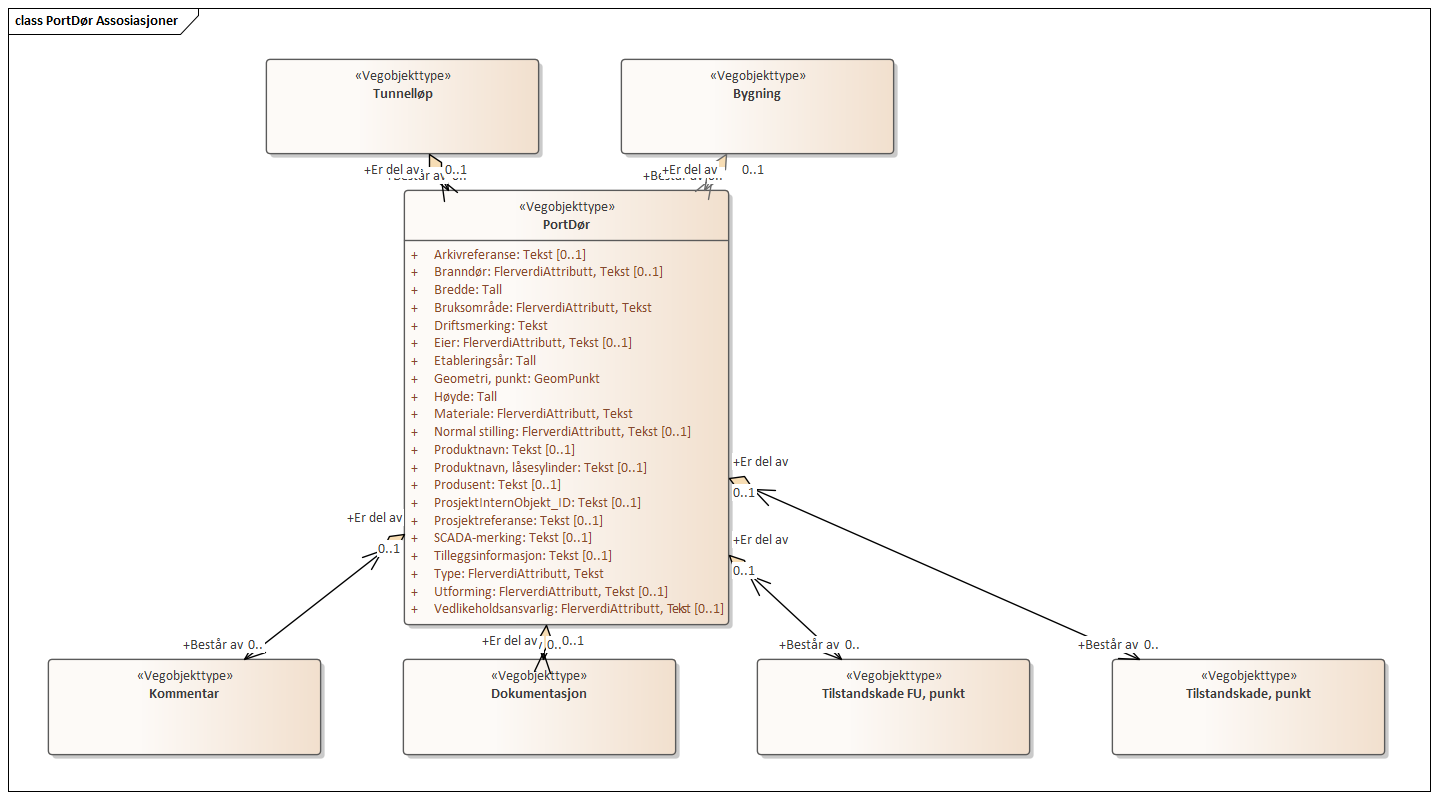 class PortDør Assosiasjoner
«Vegobjekttype»
Tunnelløp
«Vegobjekttype»
Bygning
+Er del av
0..1
+Består av 0..
+Er del av
0..1
+Består av
«Vegobjekttype»
PortDør
+ Arkivreferanse: Tekst [0..1]
+ Branndør: FlerverdiAttributt, Tekst [0..1]
+ Bredde: Tall
+ Bruksområde: FlerverdiAttributt, Tekst
+ Driftsmerking: Tekst
+ Eier: FlerverdiAttributt, Tekst [0..1]
+ Etableringsår: Tall
+ Geometri, punkt: GeomPunkt
+ Høyde: Tall
+ Materiale: FlerverdiAttributt, Tekst
+ Normal stilling: FlerverdiAttributt, Tekst [0..1]
+ Produktnavn: Tekst [0..1]
+ Produktnavn, låsesylinder: Tekst [0..1]
+ Produsent: Tekst [0..1]
+ ProsjektInternObjekt_ID: Tekst [0..1]
+ Prosjektreferanse: Tekst [0..1]
+ SCADA-merking: Tekst [0..1]
+ Tilleggsinformasjon: Tekst [0..1]
+ Type: FlerverdiAttributt, Tekst
+ Utforming: FlerverdiAttributt, Tekst [0..1]
+ Vedlikeholdsansvarlig: FlerverdiAttributt, Tekst [0..1]
+Er del av
0..1
+Er del av
0..1
+Er del av
0..1
+Består av 0..
+Er del av
0..
0..1
+Består av 0..
+Består av 0..
«Vegobjekttype»
Kommentar
«Vegobjekttype»
Dokumentasjon
«Vegobjekttype»
Tilstandskade FU, punkt
«Vegobjekttype»
Tilstandskade, punkt